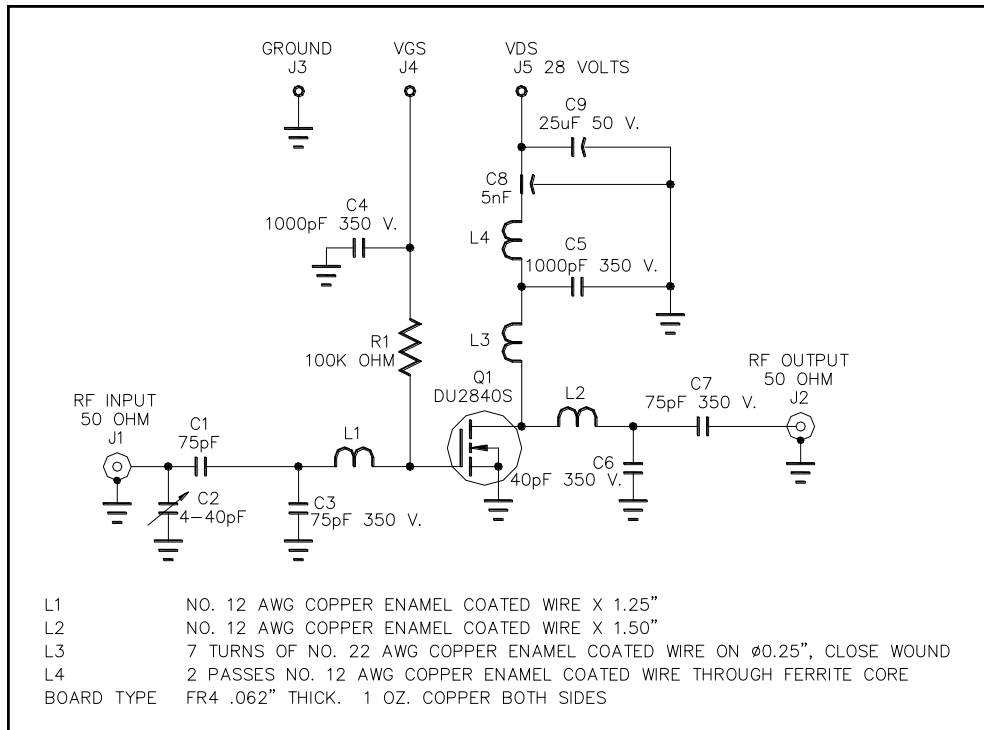 GROUND
J3
VGS
J4
VDS
J5 28 VOLTS
C9
25uF 50 V.
C8
5nF
C4
1000pF 350 V.
L4
C5
1000pF 350 V.
R1
100K OHM
L3
Q1
DU2840S
L2
C7
75pF 350 V.
RF OUTPUT
50 OHM
J2
RF INPUT
50 OHM
J1
C1
75pF
L1
C2
4-40pF
C3
75pF 350 V.
C6
40pF 350 V.
L1 NO. 12 AWG COPPER ENAMEL COATED WIRE X 1.25"
L2 NO. 12 AWG COPPER ENAMEL COATED WIRE X 1.50"
L3 7 TURNS OF NO. 22 AWG COPPER ENAMEL COATED WIRE ON ø0.25", CLOSE WOUND
L4 2 PASSES NO. 12 AWG COPPER ENAMEL COATED WIRE THROUGH FERRITE CORE
BOARD TYPE FR4 .062" THICK. 1 OZ. COPPER BOTH SIDES